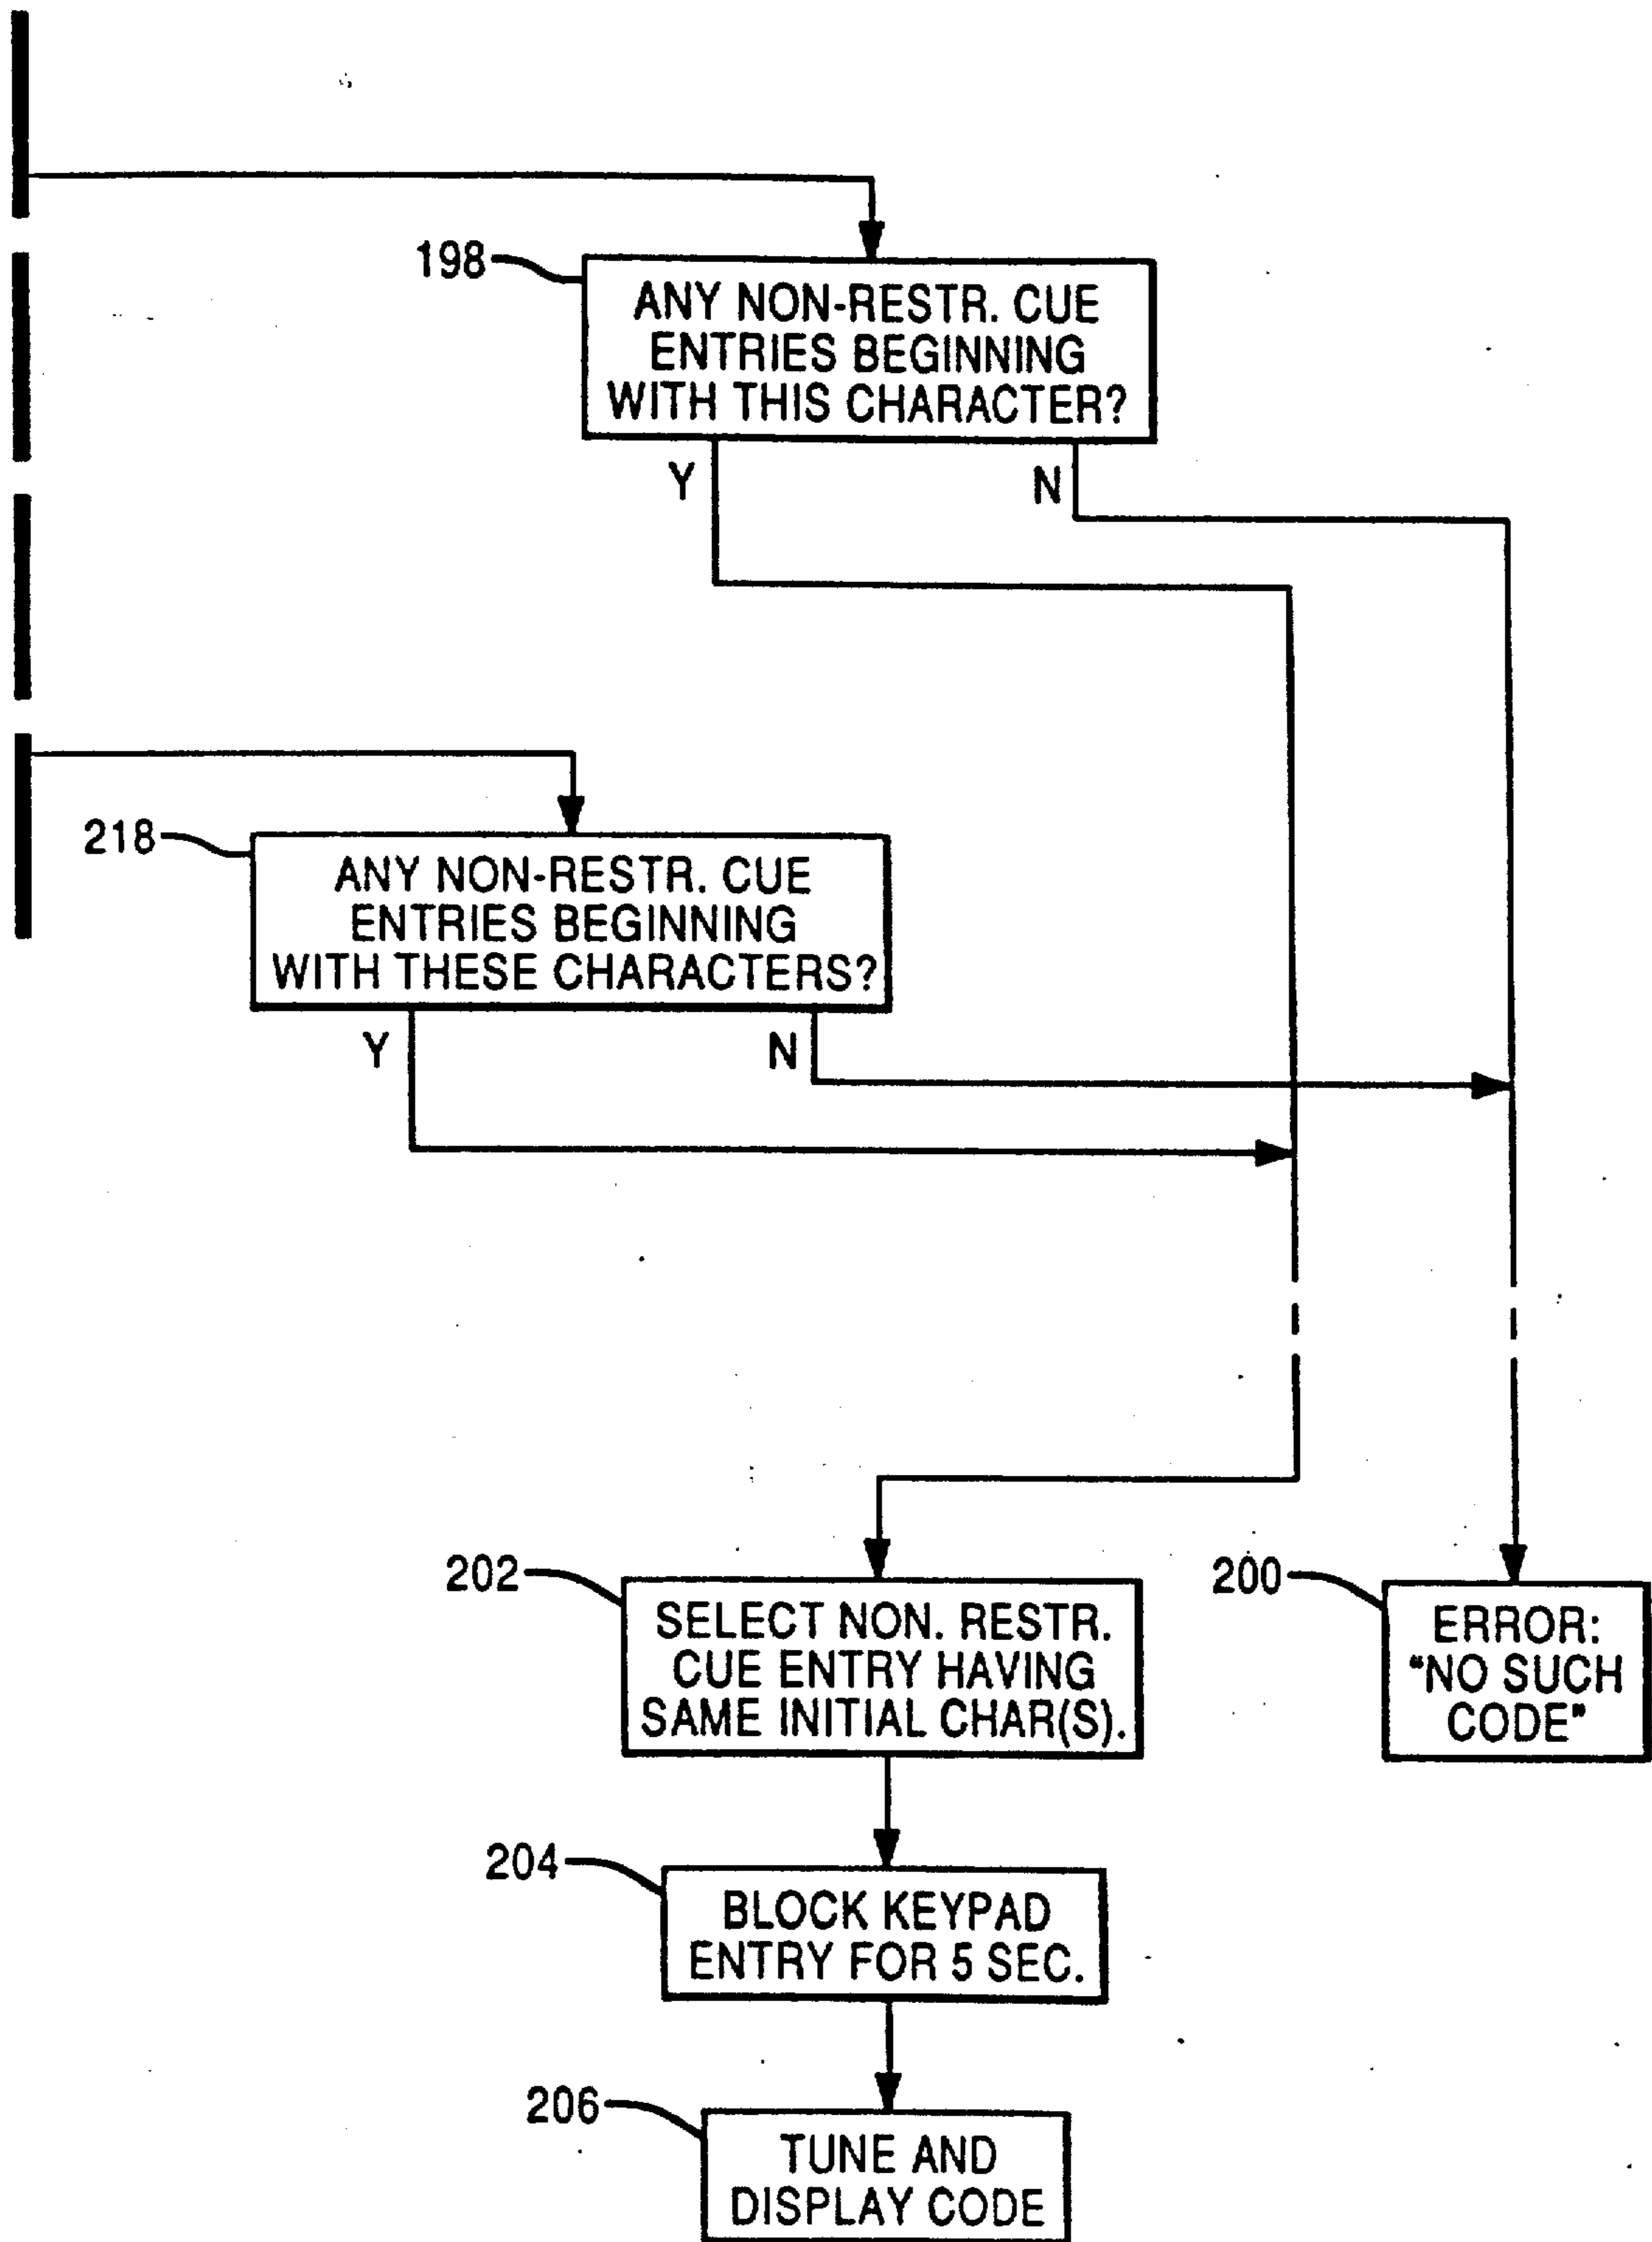 198
ANY NON-RESTR. CUE
ENTRIES BEGINNING
WITH THIS CHARACTER?
Y
N
218
ANY NON-RESTR. CUE
ENTRIES BEGINNING
WITH THESE CHARACTERS?
Y
N
202
SELECT NON. RESTR.
CUE ENTRY HAVING
SAME INITIAL CHAR(S).
200
ERROR:
"NO SUCH
CODE"
204
BLOCK KEYPAD
ENTRY FOR 5 SEC.
206
TUNE AND
DISPLAY CODE